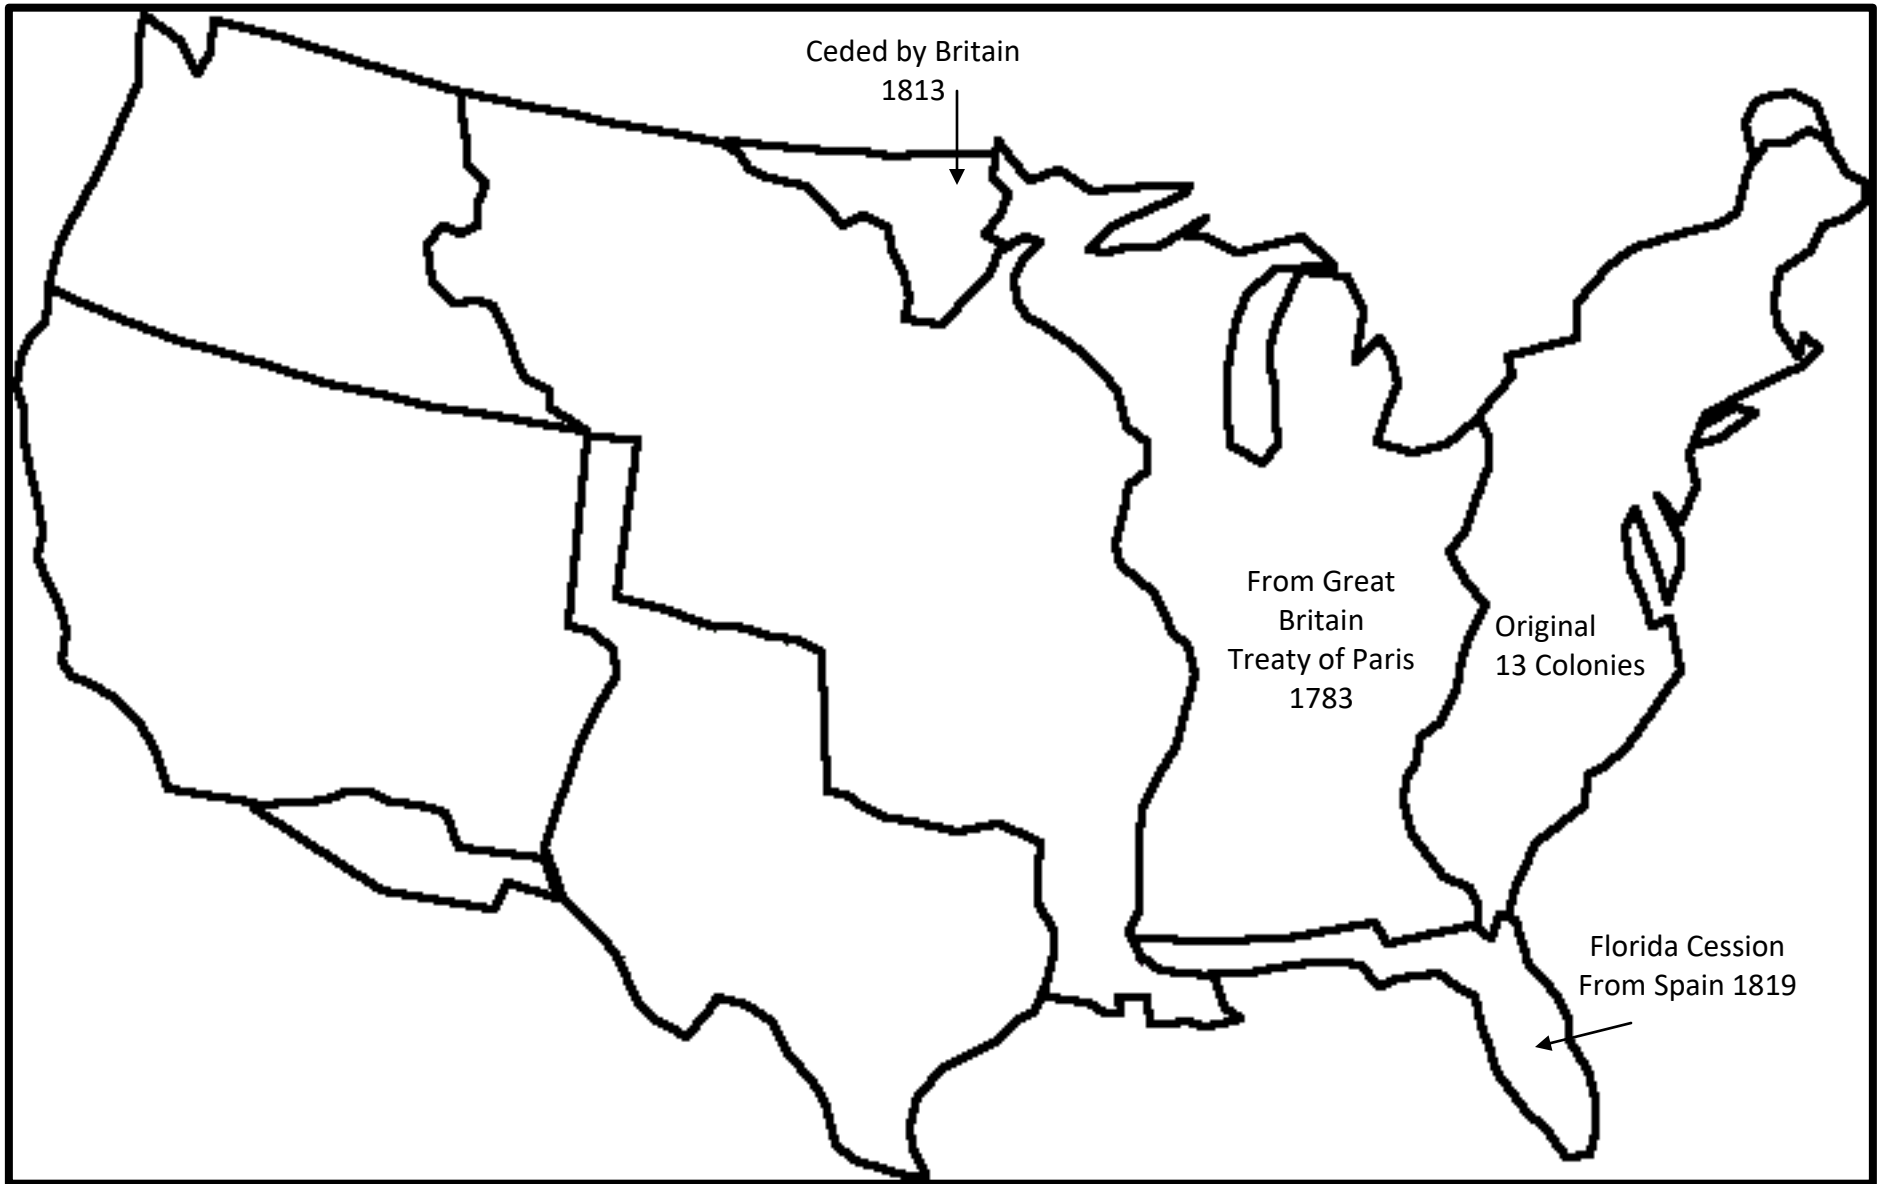 Ceded by Britain
1813
From Great
Britain
Treaty of Paris
1783
Original
13 Colonies
Florida Cession
From Spain 1819